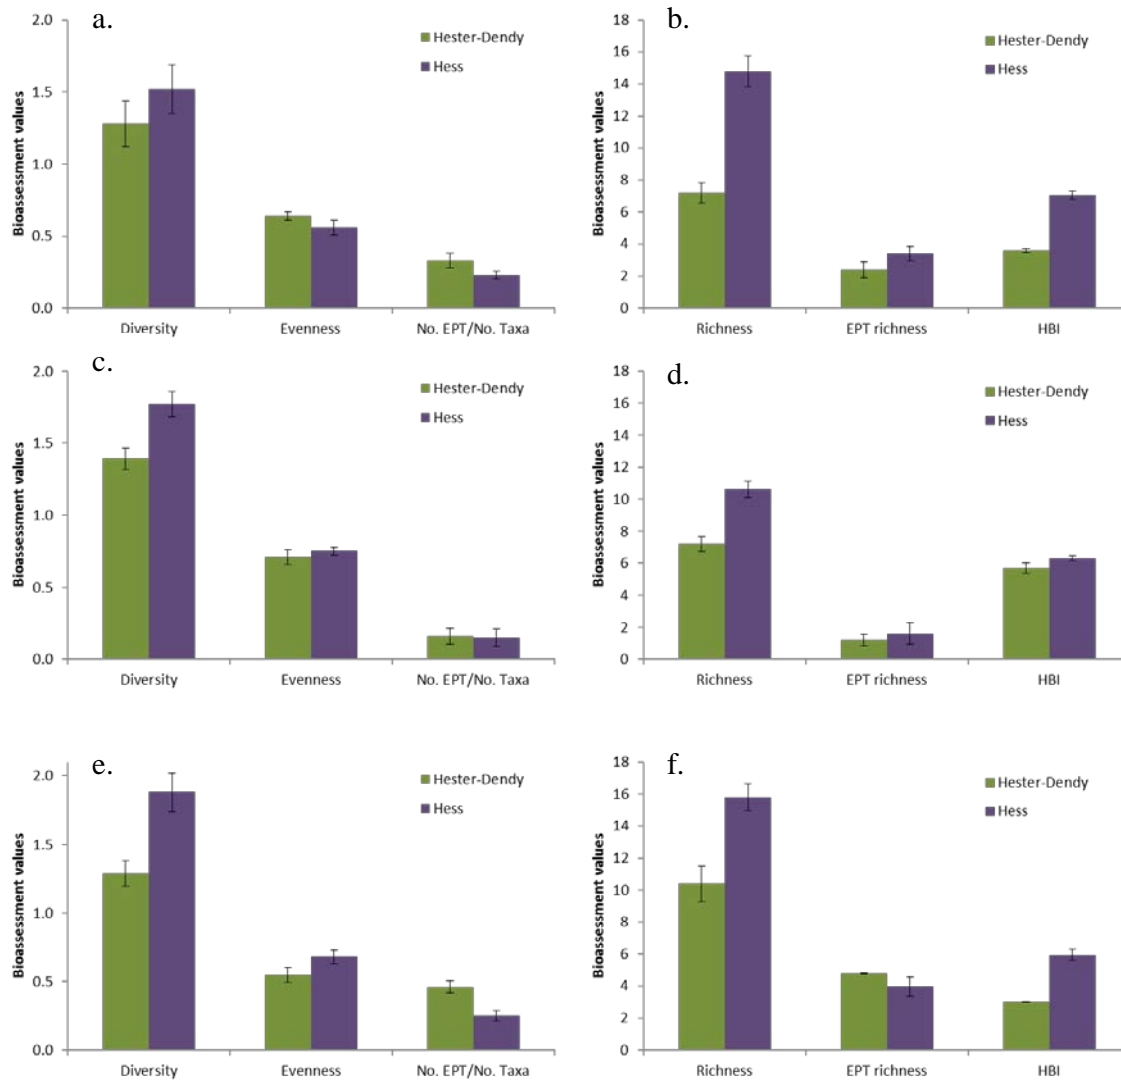 a.
2.0
1.5
1.0
0.5
0.0
Bioassessment values
Hester-Dendy
Hess
Diversity Evenness No. EPT/No. Taxa
b.
18
16
14
12
10
8
6
4
2
0
Bioassessment values
Hester-Dendy
Hess
Richness EPT richness HBI
c.
2.0
1.5
1.0
0.5
0.0
Bioassessment values
Hester-Dendy
Hess
Diversity Evenness No. EPT/No. Taxa
d.
18
16
14
12
10
8
6
4
2
0
Bioassessment values
Hester-Dendy
Hess
Richness EPT richness HBI
e.
2.0
1.5
1.0
0.5
0.0
Bioassessment values
Hester-Dendy
Hess
Diversity Evenness No. EPT/No. Taxa
f.
18
16
14
12
10
8
6
4
2
0
Bioassessment values
Hester-Dendy
Hess
Richness EPT richness HBI